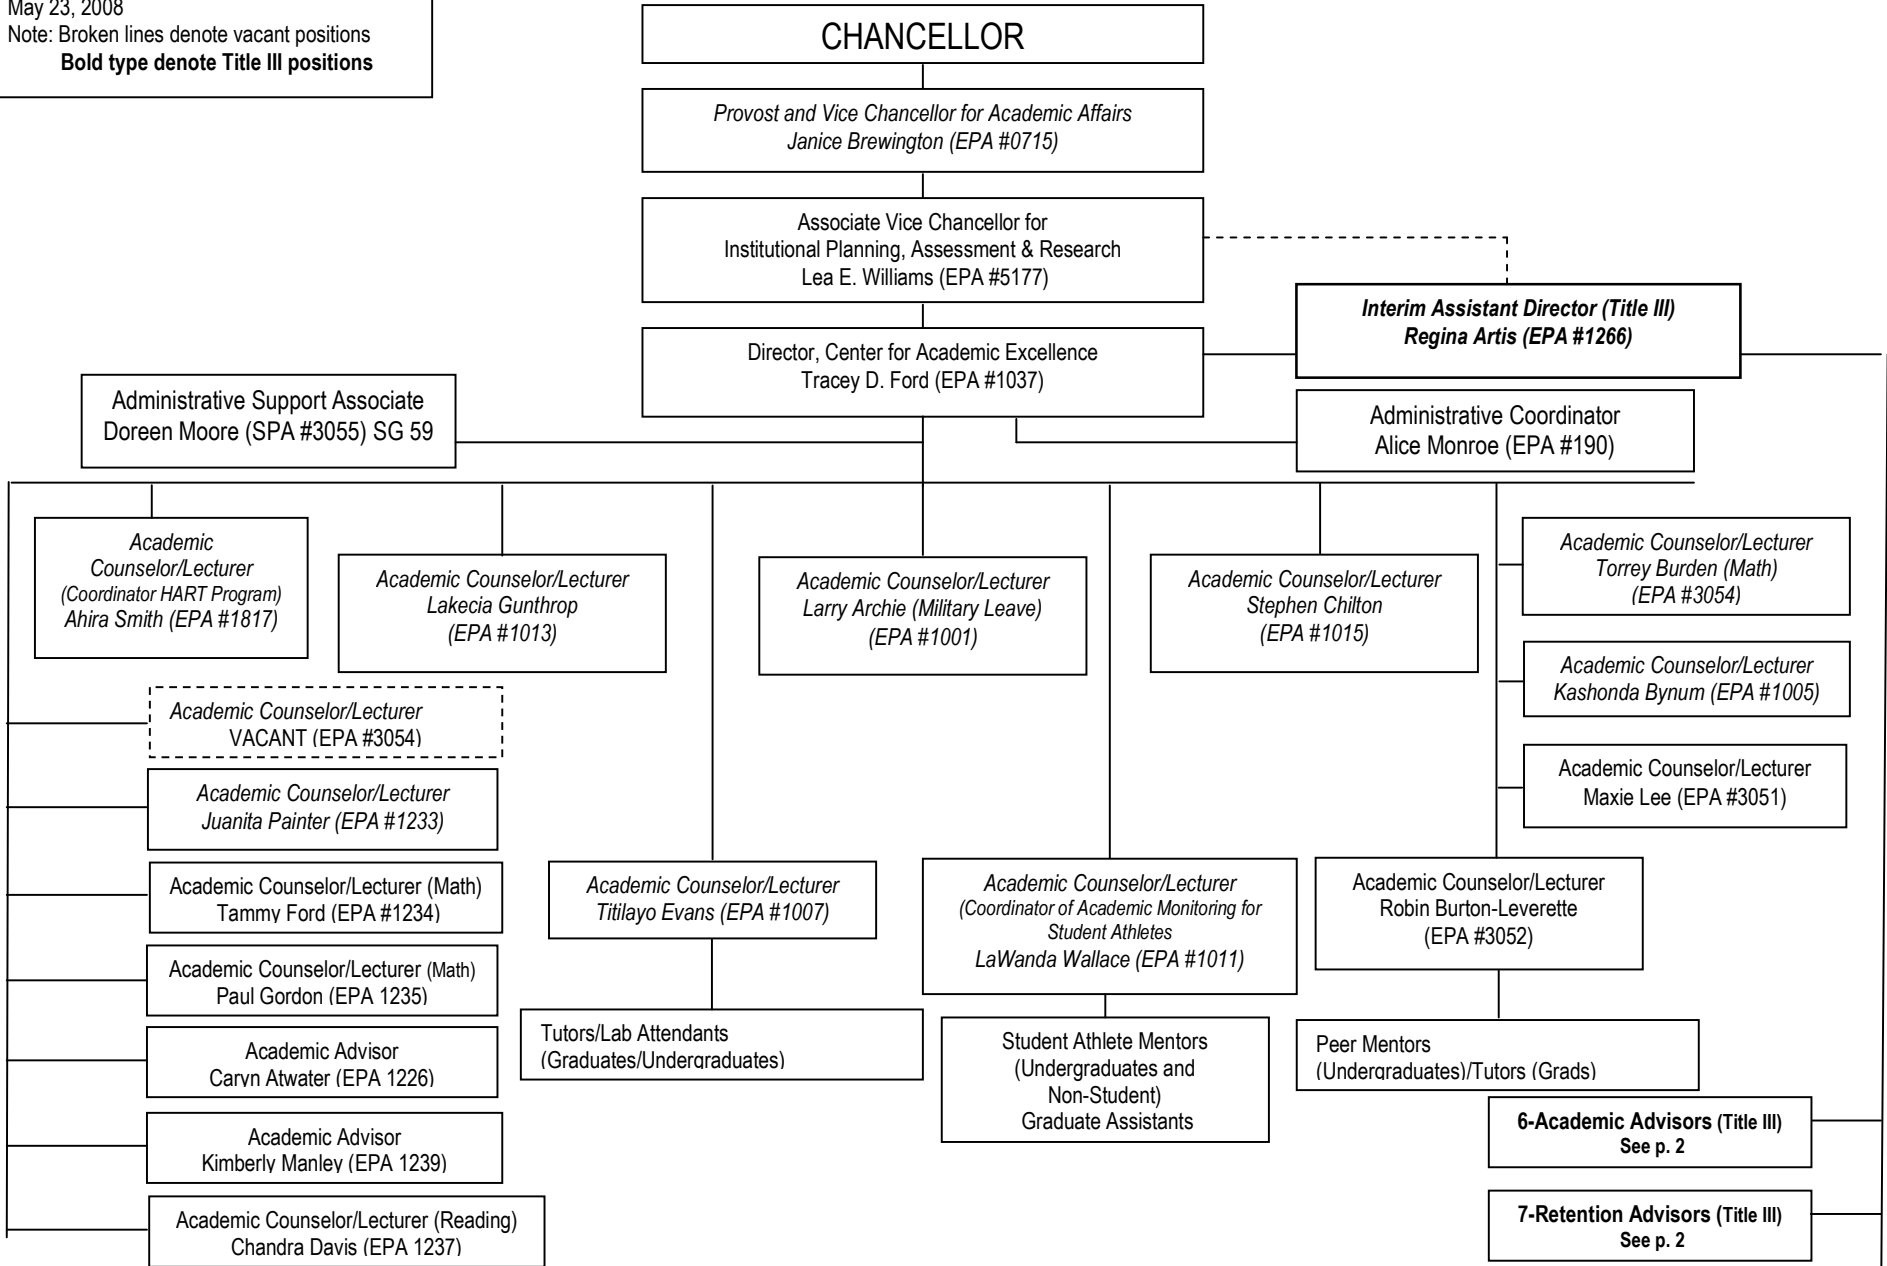 May 23, 2008
Note: Broken lines denote vacant positions
Bold type denote Title III positions
CHANCELLOR
Provost and Vice Chancellor for Academic Affairs
Janice Brewington (EPA #0715)
Associate Vice Chancellor for
Institutional Planning, Assessment & Research
Lea E. Williams (EPA #5177)
Interim Assistant Director (Title III)
Regina Artis (EPA #1266)
Director, Center for Academic Excellence
Tracey D. Ford (EPA #1037)
Administrative Support Associate
Doreen Moore (SPA #3055) SG 59
Administrative Coordinator
Alice Monroe (EPA #190)
Academic
Counselor/Lecturer
(Coordinator HART Program)
Ahira Smith (EPA #1817)
Academic Counselor/Lecturer
Lakecia Gunthrop
(EPA #1013)
Academic Counselor/Lecturer
Larry Archie (Military Leave)
(EPA #1001)
Academic Counselor/Lecturer
Stephen Chilton
(EPA #1015)
Academic Counselor/Lecturer
Torrey Burden (Math)
(EPA #3054)
Academic Counselor/Lecturer
Kashonda Bynum (EPA #1005)
Academic Counselor/Lecturer
Maxie Lee (EPA #3051)
Academic Counselor/Lecturer
VACANT (EPA #3054)
Academic Counselor/Lecturer
Juanita Painter (EPA #1233)
Academic Counselor/Lecturer (Math)
Tammy Ford (EPA #1234)
Academic Counselor/Lecturer (Math)
Paul Gordon (EPA 1235)
Academic Advisor
Caryn Atwater (EPA 1226)
Academic Advisor
Kimberly Manley (EPA 1239)
Academic Counselor/Lecturer (Reading)
Chandra Davis (EPA 1237)
Academic Counselor/Lecturer
Titilayo Evans (EPA #1007)
Tutors/Lab Attendants
(Graduates/Undergraduates)
Academic Counselor/Lecturer
(Coordinator of Academic Monitoring for
Student Athletes
LaWanda Wallace (EPA #1011)
Student Athlete Mentors
(Undergraduates and
Non-Student)
Graduate Assistants
Academic Counselor/Lecturer
Robin Burton-Leverette
(EPA #3052)
Peer Mentors
(Undergraduates)/Tutors (Grads)
6-Academic Advisors (Title III)
See p. 2
7-Retention Advisors (Title III)
See p. 2